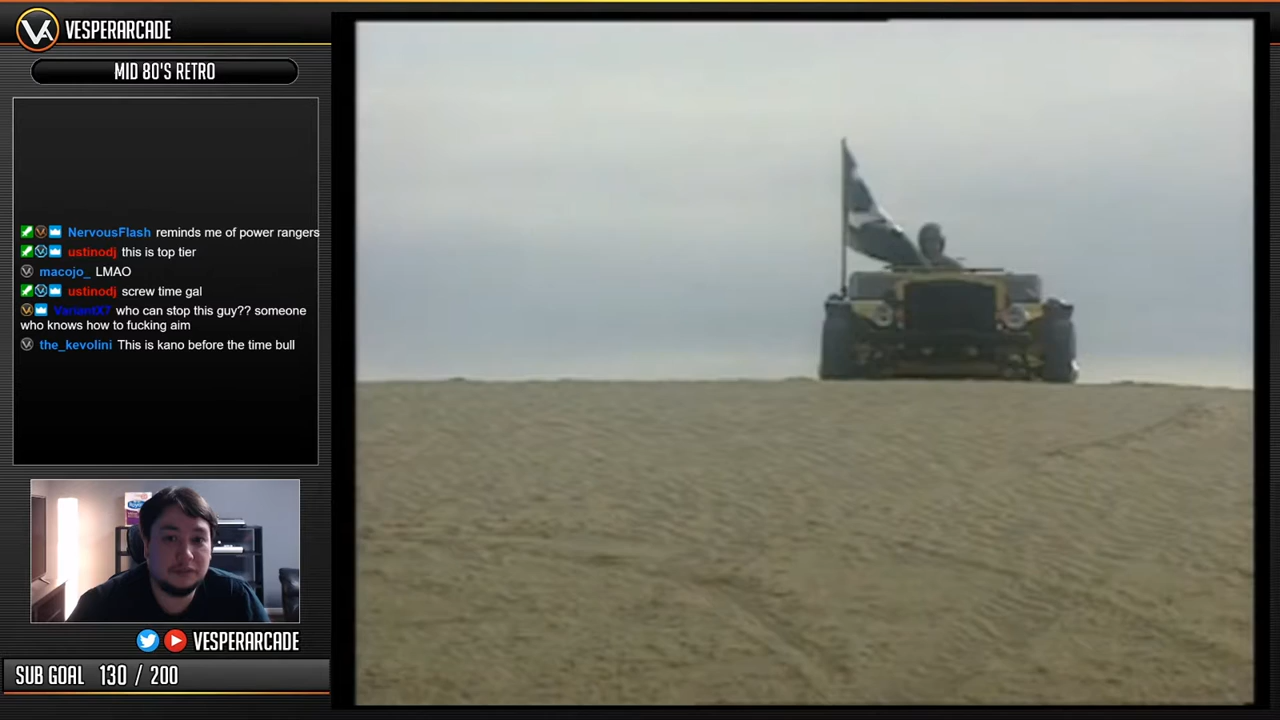 VA VESPERARCADE
MID 80'S RETRO
NervousFlash reminds me of power rangers
ustinodj this is top tier
macojo_ LMAO
ustinodj screw time gal
VariantX7 who can stop this guy?? someone
who knows how to fucking aim
the_kevolini This is kano before the time bull
VESPERARCADE
SUB GOAL 130 / 200